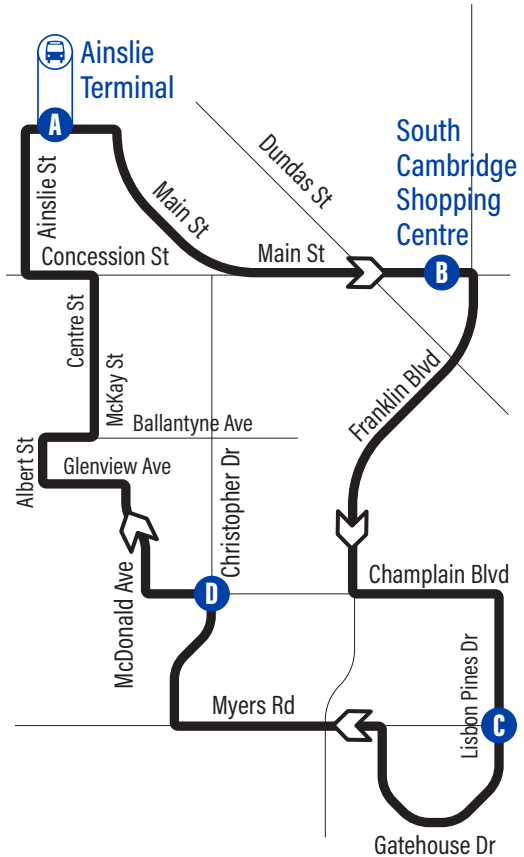 Ainslie
Terminal
A
South
Cambridge
Shopping
Centre
Dundas St
Ainslie St
Main St
Concession St
Main St
B
Centre St
McKay St
Franklin Blvd
Ballantyne Ave
Albert St
Glenview Ave
Christopher Dr
McDonald Ave
D
Champlain Blvd
Lisbon Pines Dr
Myers Rd
C
Gatehouse Dr